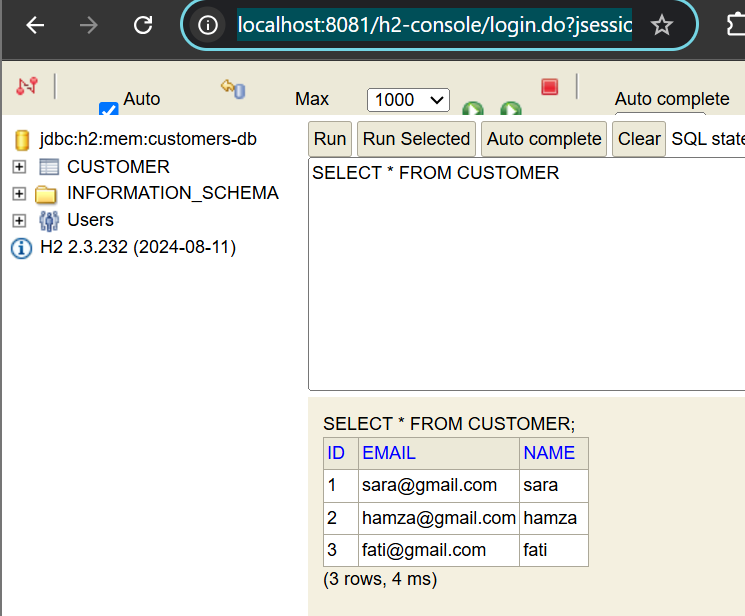 localhost:8081/h2-console/login.do?jsessio
Auto Max 1000 Auto complete
jdbc:h2:mem:customers-db
CUSTOMER
INFORMATION_SCHEMA
Users
H2 2.3.232 (2024-08-11)
Run Run Selected Auto complete Clear SQL state
SELECT * FROM CUSTOMER
SELECT * FROM CUSTOMER;
ID EMAIL NAME
1 sara@gmail.com sara
2 hamza@gmail.com hamza
3 fati@gmail.com fati
(3 rows, 4 ms)